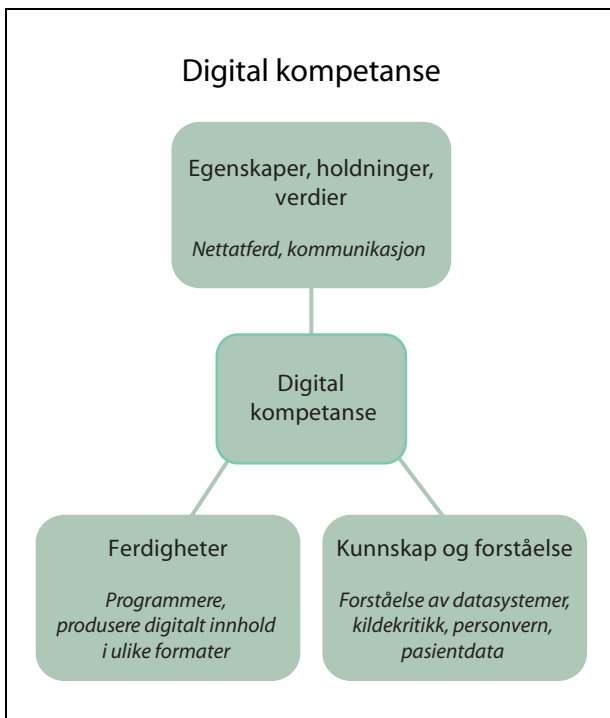 Digital kompetanse
Egenskaper, holdninger,
verdier
Nettatferd, kommunikasjon
Digital
kompetanse
Ferdigheter
Programmere,
produsere digitalt innhold
i ulike formater
Kunnskap og forståelse
Forståelse av datasystemer,
kildekritikk, personvern,
pasientdata